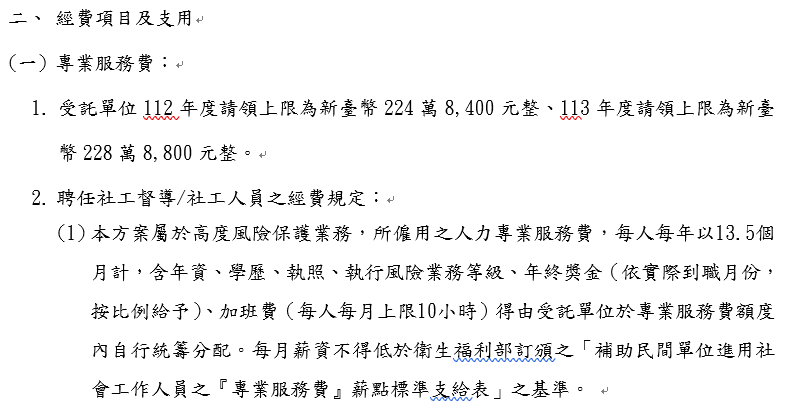 二、 經費項目及支用
(一) 專業服務費：
1. 受託單位 112 年度請領上限為新臺幣 224 萬 8,400 元整、113 年度請領上限為新臺
幣 228 萬 8,800 元整。
2. 聘任社工督導/社工人員之經費規定：
(1)本方案屬於高度風險保護業務，所僱用之人力專業服務費，每人每年以13.5個
月計，含年資、學歷、執照、執行風險業務等級、年終獎金（依實際到職月份，
按比例給予）、加班費（每人每月上限10小時）得由受託單位於專業服務費額度
內自行統籌分配。每月薪資不得低於衛生福利部訂頒之「補助民間單位進用社
會工作人員之『專業服務費』薪點標準支給表」之基準。